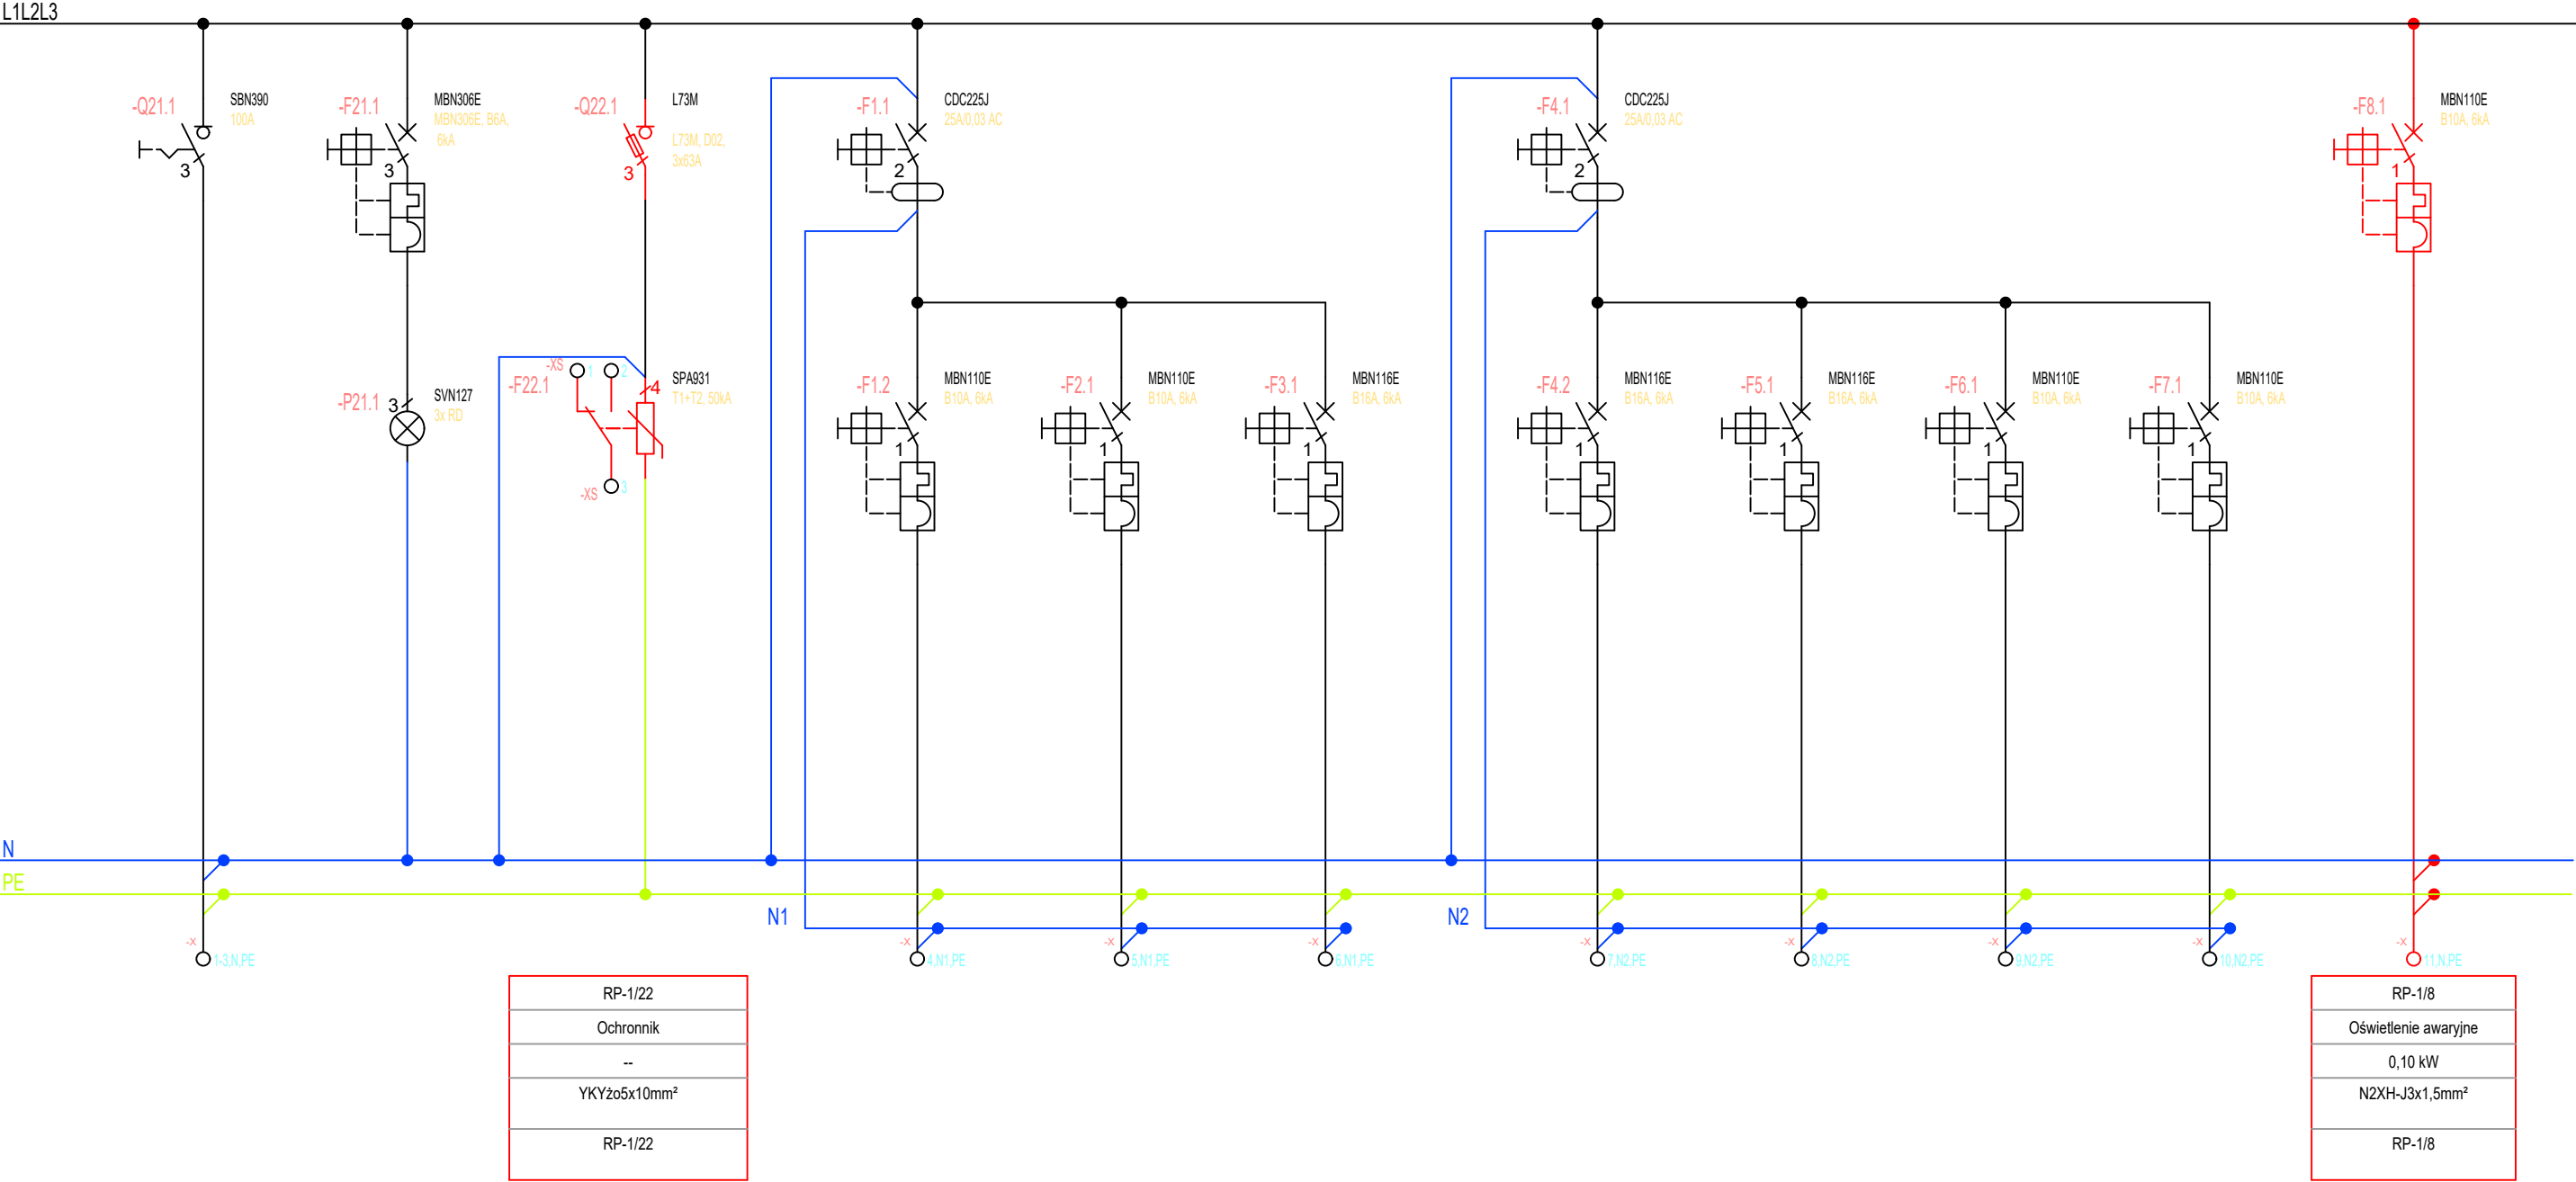 L1L2L3
-Q21.1
SBN390
100A
3
-F21.1
MBN306E
MBN306E, B6A,
6kA
3
-Q22.1
L73M
L73M, D02,
3x63A
3
-F1.1
CDC225J
25A/0,03 AC
2
-F4.1
CDC225J
25A/0,03 AC
2
-F8.1
MBN110E
B10A, 6kA
1
-P21.1
3
SVN127
3x RD
-F22.1
-XS
1
2
4
SPA931
T1+T2, 50kA
-XS
3
-F1.2
MBN110E
B10A, 6kA
1
-F2.1
MBN110E
B10A, 6kA
1
-F3.1
MBN116E
B16A, 6kA
1
-F4.2
MBN116E
B16A, 6kA
1
-F5.1
MBN116E
B16A, 6kA
1
-F6.1
MBN110E
B10A, 6kA
1
-F7.1
MBN110E
B10A, 6kA
1
N
PE
N1
N2
-X
1-3,N,PE
-X
4,N1,PE
-X
5,N1,PE
-X
6,N1,PE
-X
7,N2,PE
-X
8,N2,PE
-X
9,N2,PE
-X
10,N2,PE
-X
11,N,PE
RP-1/22
Ochronnik
--
YKYżo5x10mm²
RP-1/22
RP-1/8
Oświetlenie awaryjne
0,10 kW
N2XH-J3x1,5mm²
RP-1/8